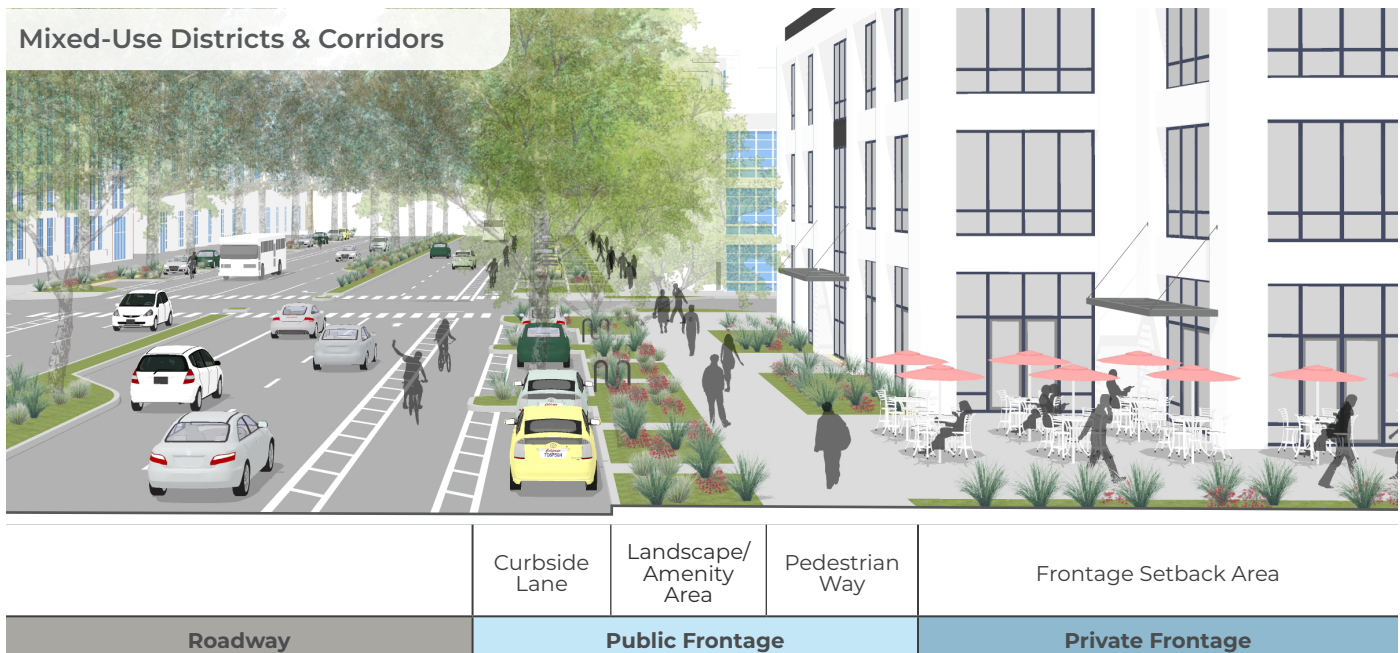 Mixed-Use Districts & Corridors
Curbside
Lane
Landscape/
Amenity
Area
Pedestrian
Way
Frontage Setback Area
Roadway
Public Frontage
Private Frontage